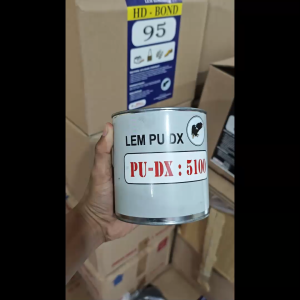 HD - BOND
95
LEM PU DX
PU-DX : 5100